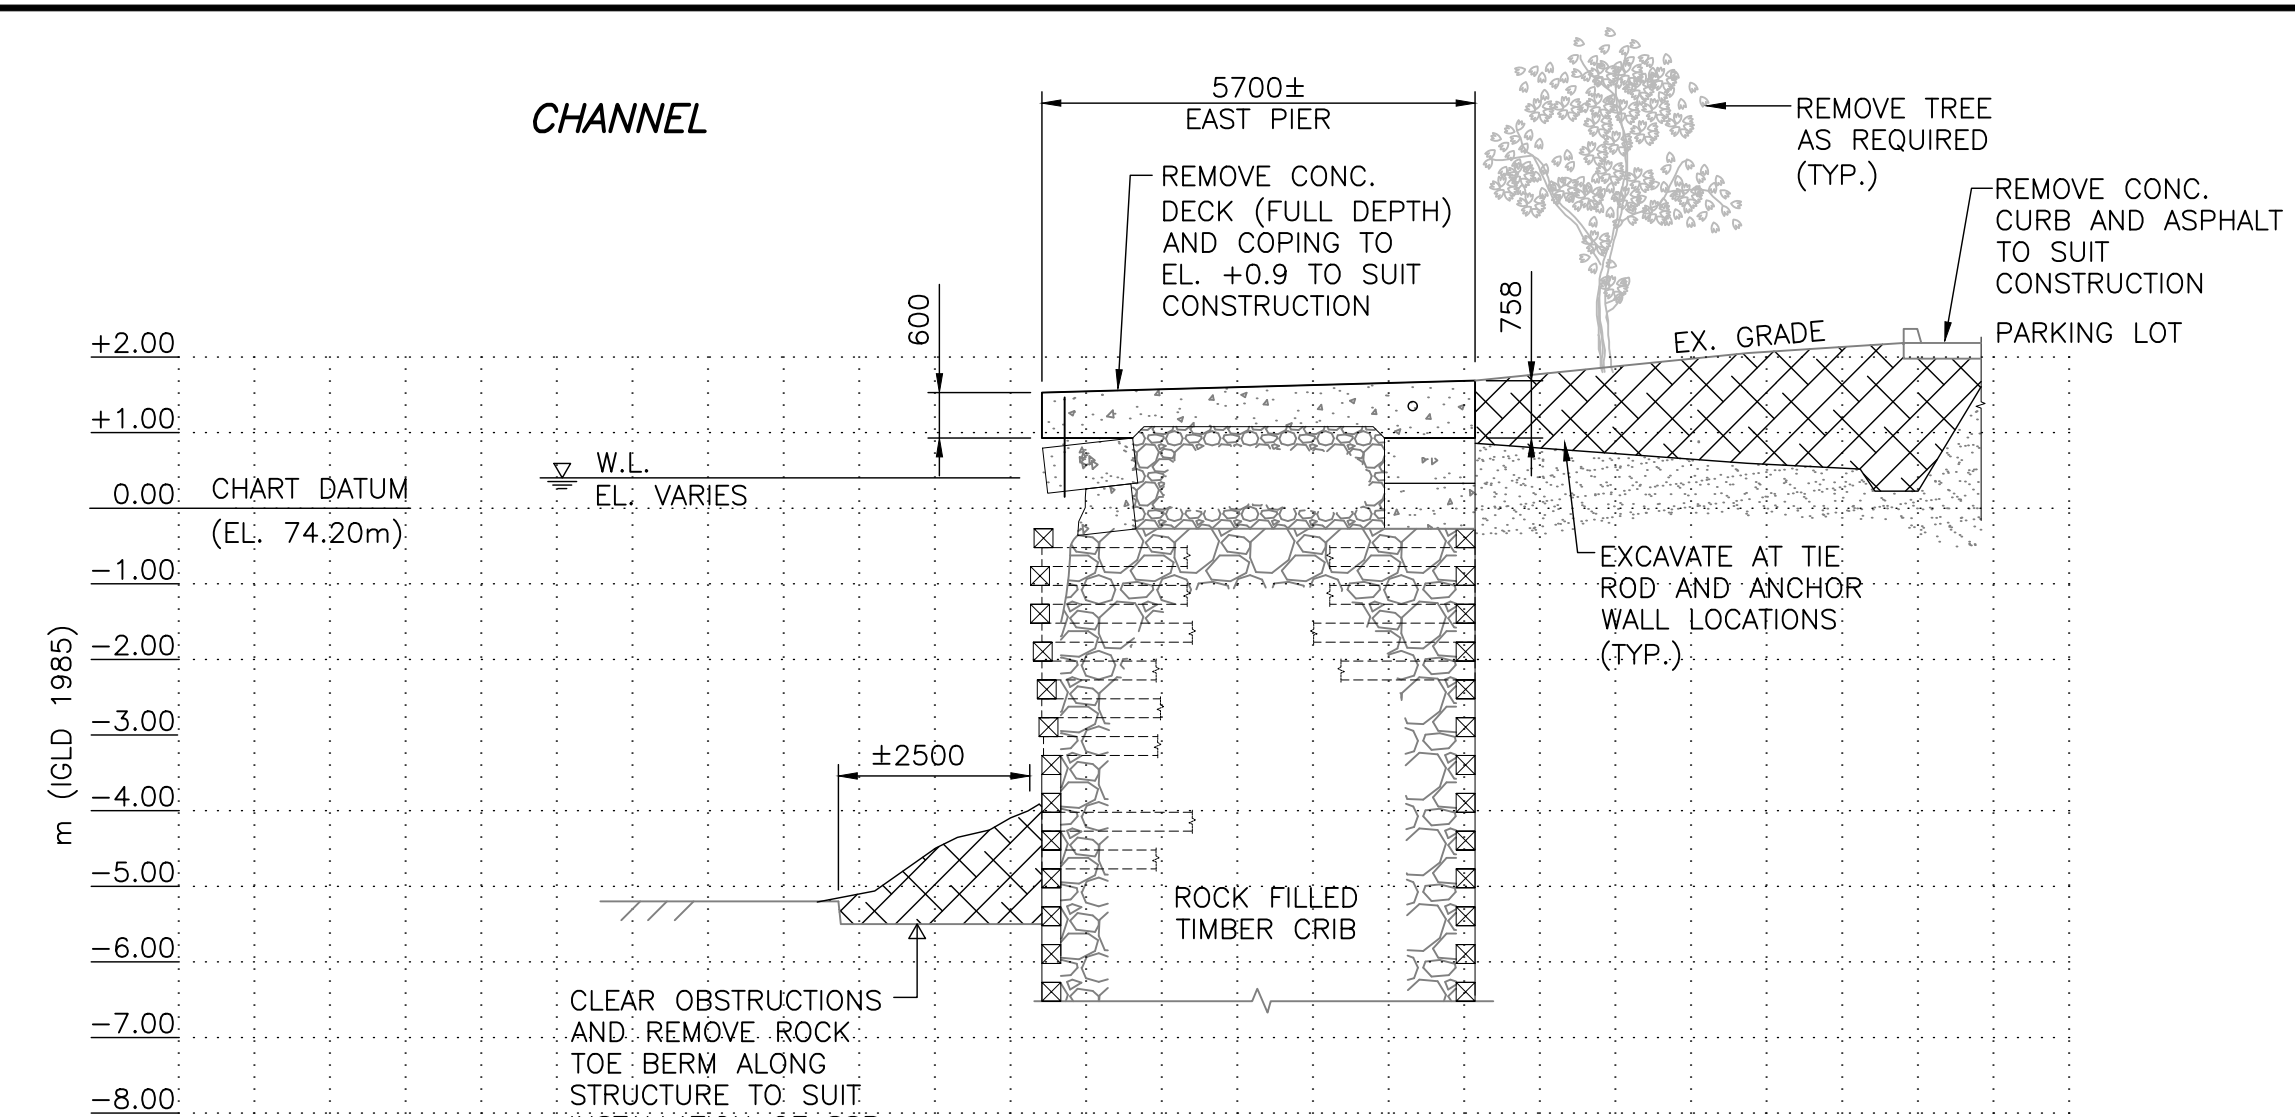 CHANNEL
5700±
EAST PIER
REMOVE TREE
AS REQUIRED
(TYP.)
REMOVE CONC.
DECK (FULL DEPTH)
AND COPING TO
EL. +0.9 TO SUIT
CONSTRUCTION
REMOVE CONC.
CURB AND ASPHALT
TO SUIT
CONSTRUCTION
PARKING LOT
600
758
EX. GRADE
+2.00
+1.00
0.00
-1.00
-2.00
-3.00
-4.00
-5.00
-6.00
-7.00
-8.00
m (IGLD 1985)
CHART DATUM
(EL. 74.20m)
W.L.
EL. VARIES
EXCAVATE AT TIE
ROD AND ANCHOR
WALL LOCATIONS
(TYP.)
±2500
ROCK FILLED
TIMBER CRIB
CLEAR OBSTRUCTIONS
AND REMOVE ROCK
TOE BERM ALONG
STRUCTURE TO SUIT